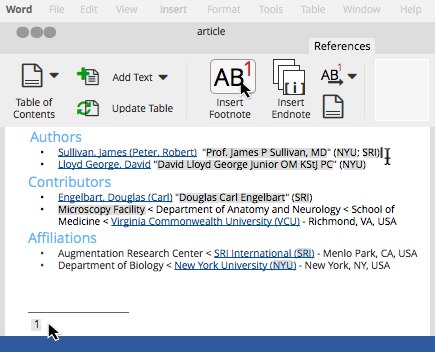 Word File Edit View Insert Format Tools Table Window Help
article
References
Table of Contents
Add Text
Update Table
AB1
Insert Footnote
[i]
Insert Endnote
AB1
Authors
• Sullivan, James (Peter, Robert) "Prof. James P Sullivan, MD" (NYU; SRI)
• Lloyd George, David "David Lloyd George Junior OM KStJ PC" (NYU)
Contributors
• Engelbart, Douglas (Carl) "Douglas Carl Engelbart" (SRI)
• Microscopy Facility < Department of Anatomy and Neurology < School of
Medicine < Virginia Commonwealth University (VCU) - Richmond, VA, USA
Affiliations
• Augmentation Research Center < SRI International (SRI) - Menlo Park, CA, USA
• Department of Biology < New York University (NYU) - New York, NY, USA
1